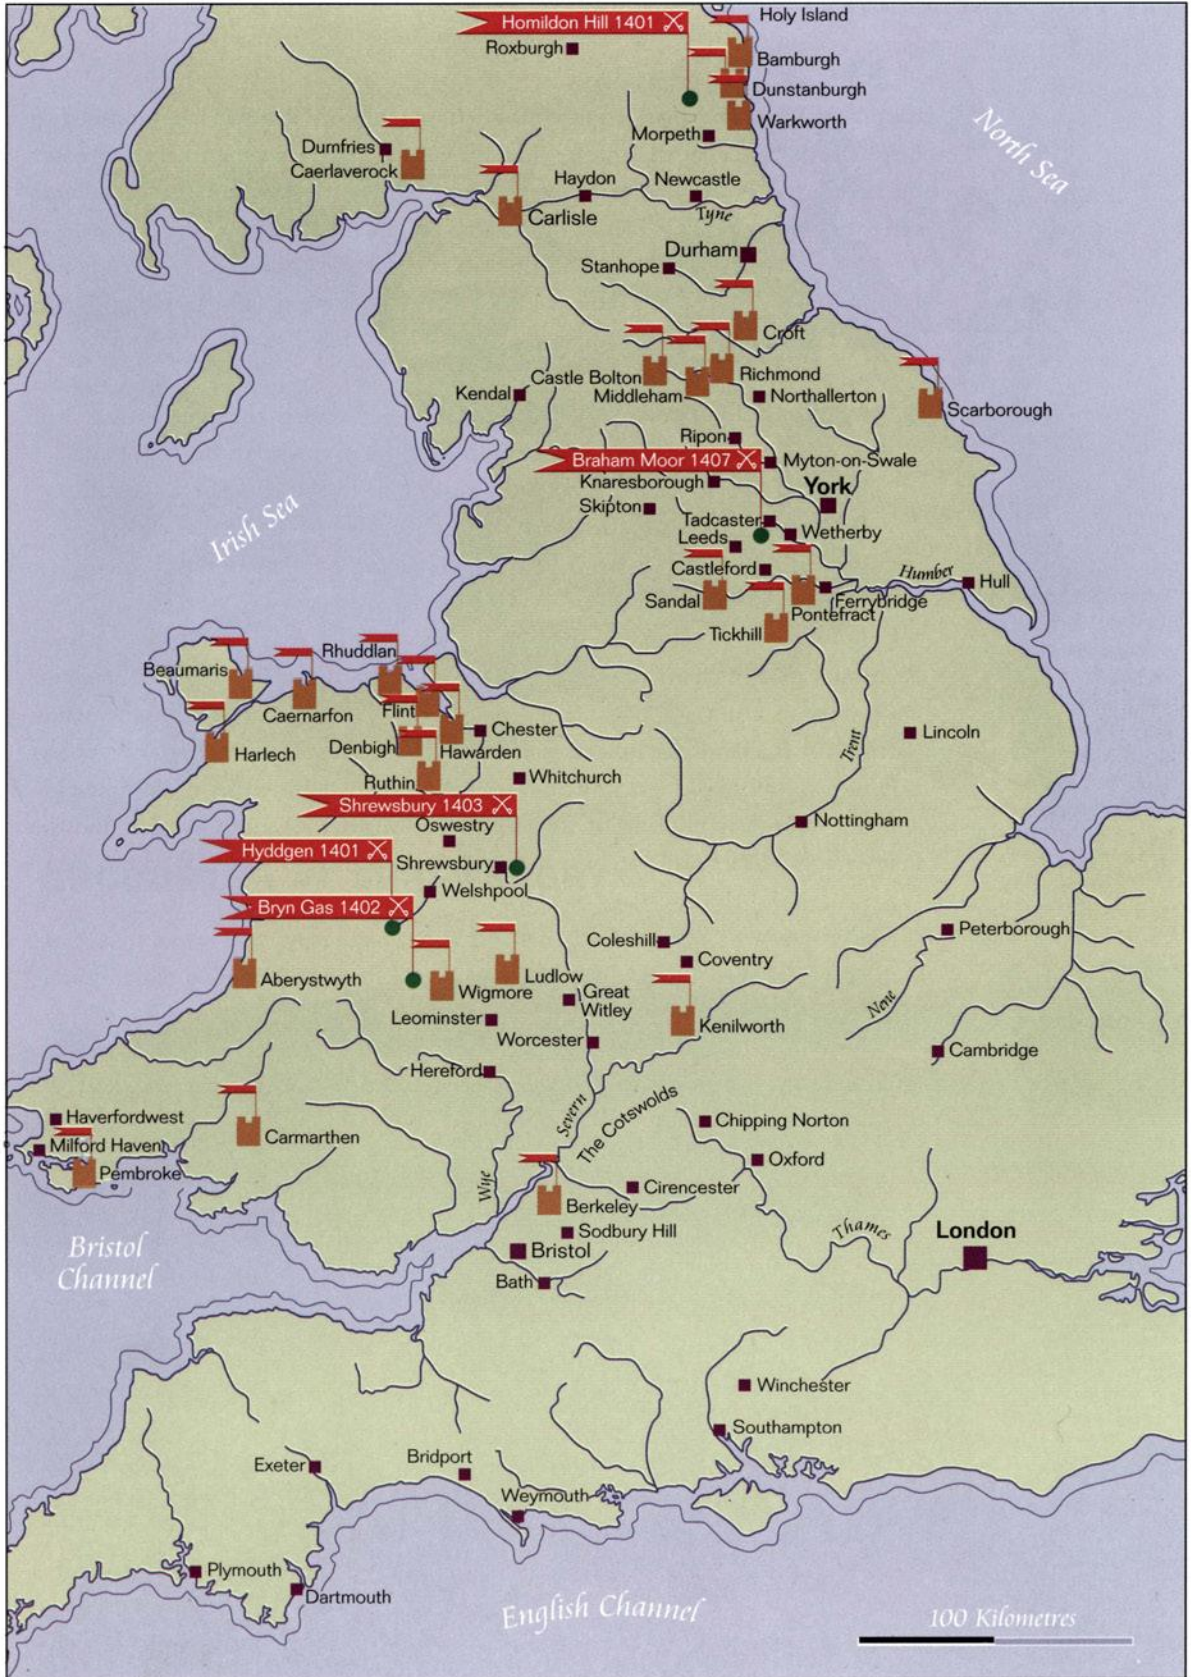 Homildon Hill 1401
Holy Island
Roxburgh
Bamburgh
Dunstanburgh
Warkworth
North Sea
Morpeth
Dumfries
Caerlaverock
Haydon
Newcastle
Tyne
Carlisle
Durham
Stanhope
Croft
Castle Bolton
Richmond
Middleham
Northallerton
Kendal
Scarborough
Ripon
Braham Moor 1407
Myton-on-Swale
Knaresborough
York
Skipton
Tadcaster
Wetherby
Leeds
Irish Sea
Castleford
Humber
Hull
Sandal
Ferrybridge
Pontefract
Tickhill
Rhuddlan
Beaumaris
Caernarfon
Flint
Chester
Lincoln
Trent
Harlech
Denbigh
Hawarden
Ruthin
Whitchurch
Shrewsbury 1403
Oswestry
Nottingham
Hyddgen 1401
Shrewsbury
Welshpool
Bryn Gas 1402
Peterborough
Coleshill
Coventry
Aberystwyth
Ludlow
Wigmore
Great
Witley
Nene
Leominster
Kenilworth
Worcester
Cambridge
Hereford
Severn
The Cotswolds
Haverfordwest
Chipping Norton
Carmarthen
Milford Haven
Oxford
Pembroke
Wye
Cirencester
Berkeley
Thames
London
Sodbury Hill
Bristol
Channel
Bristol
Bath
Winchester
Southampton
Exeter
Bridport
Weymouth
Plymouth
Dartmouth
English Channel
100 Kilometres